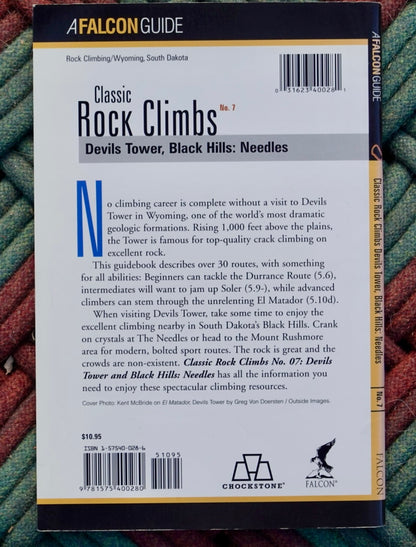 A FALCON GUIDE
Rock Climbing/Wyoming, South Dakota
0 31623 40028 1
Classic
Rock Climbs No. 7
Devils Tower, Black Hills: Needles
No climbing career is complete without a visit to Devils
Tower in Wyoming, one of the world's most dramatic
geologic formations. Rising 1,000 feet above the plains,
the Tower is famous for top-quality crack climbing on
excellent rock.
This guidebook describes over 30 routes, with something
for all abilities: Beginners can tackle the Durrance Route (5.6),
intermediates will want to jam up Soler (5.9-), while advanced
climbers can stem through the unrelenting El Matador (5.10d).
When visiting Devils Tower, take some time to enjoy the
excellent climbing nearby in South Dakota's Black Hills. Crank
on crystals at The Needles or head to the Mount Rushmore
area for modern, bolted sport routes. The rock is great and the
crowds are non-existent. Classic Rock Climbs No. 07: Devils
Tower and Black Hills: Needles has all the information you
need to enjoy these spectacular climbing resources.
Cover Photo: Kent McBride on El Matador, Devils Tower by Greg Von Doersten / Outside Images.
$10.95
ISBN 1-57540-028-6
51095
9 781575 400280
CHOCKSTONE
FALCON
A FALCON GUIDE
Classic Rock Climbs Devils Tower, Black Hills: Needles
No. 7
FALCON